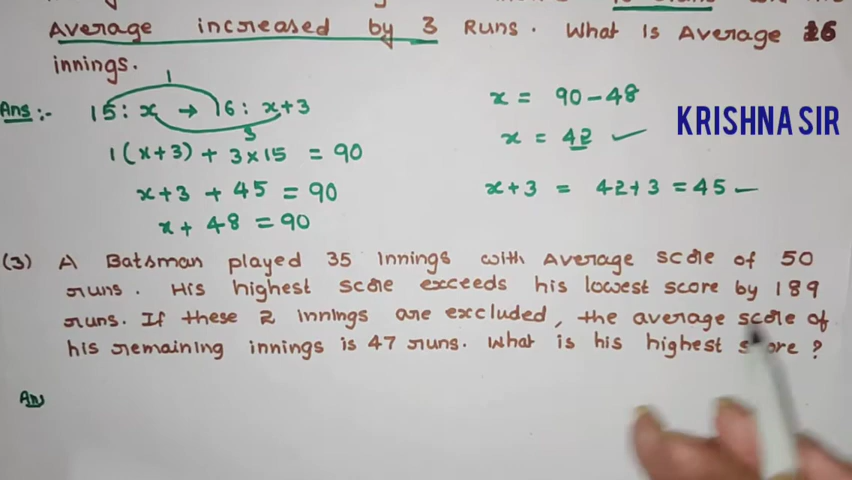 Average increased by 3 Runs. What Is Average 16
innings.
Ans:- 15: x → 16: x+3
1
3
1(x+3) + 3×15 = 90
x+3 + 45 = 90
x + 48 = 90
x = 90-48
x = 42
x+3 = 42+3 = 45
KRISHNA SIR
(3) A Batsman played 35 Innings with Average score of 50
runs. His highest score exceeds his lowest score by 189
runs. If these 2 innings are excluded, the average score of
his remaining innings is 47 runs. What is his highest score?
Ans